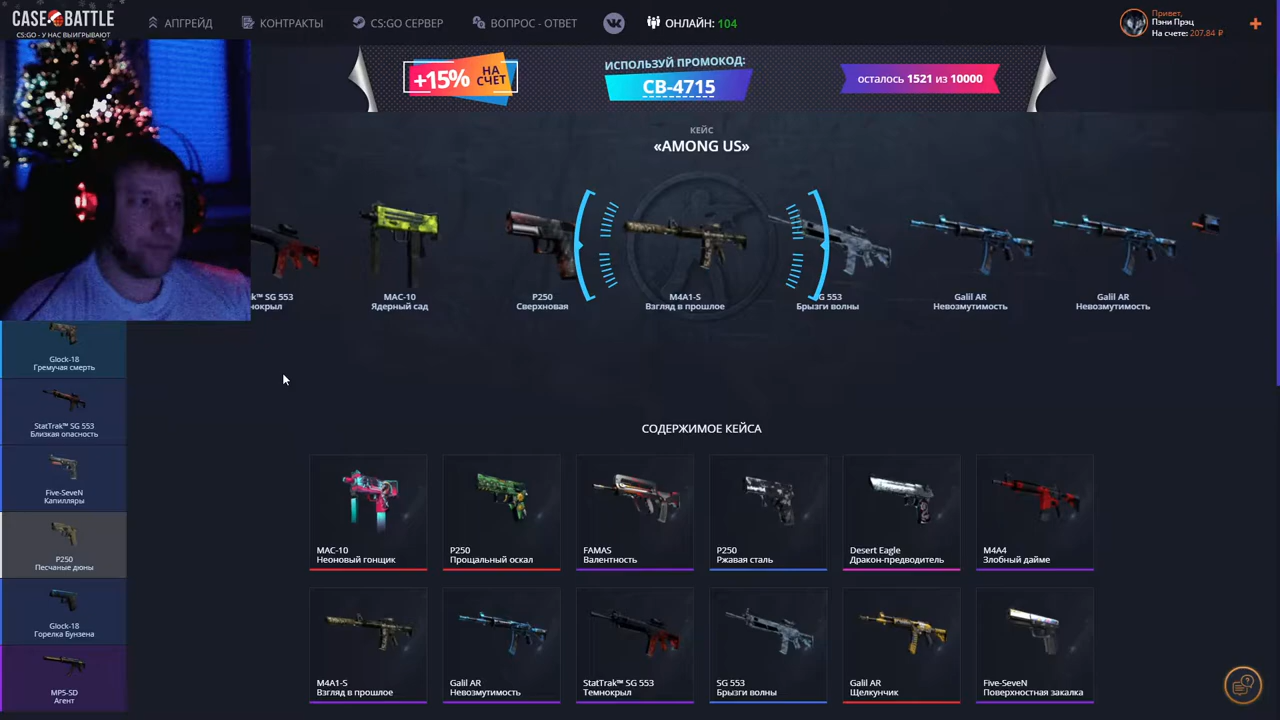 CASE BATTLE
CS:GO - У НАС ВЫИГРЫВАЮТ
АПГРЕЙД
КОНТРАКТЫ
CS:GO СЕРВЕР
ВОПРОС - ОТВЕТ
ОНЛАЙН: 104
Привет,
Пэни Прэц
На счете: 207.84 ₽
+15% НА СЧЕТ
ИСПОЛЬЗУЙ ПРОМОКОД:
CB-4715
осталось 1521 из 10000
КЕЙС
«AMONG US»
™ SG 553
MAC-10
Ядерный сад
P250
Сверхновая
M4A1-S
Взгляд в прошлое
SG 553
Брызги волны
Galil AR
Невозмутимость
Galil AR
Невозмутимость
Glock-18
Гремучая смерть
StatTrak™ SG 553
Близкая опасность
Five-SeveN
Капилляры
P250
Песчаные дюны
Glock-18
Горелка Бунзена
MP5-SD
Агент
СОДЕРЖИМОЕ КЕЙСА
MAC-10
Неоновый гонщик
P250
Прощальный оскал
FAMAS
Валентность
P250
Ржавая сталь
Desert Eagle
Дракон-предводитель
M4A4
Злобный дайме
M4A1-S
Взгляд в прошлое
Galil AR
Невозмутимость
StatTrak™ SG 553
Темнокрыл
SG 553
Брызги волны
Galil AR
Щелкунчик
Five-SeveN
Поверхностная закалка